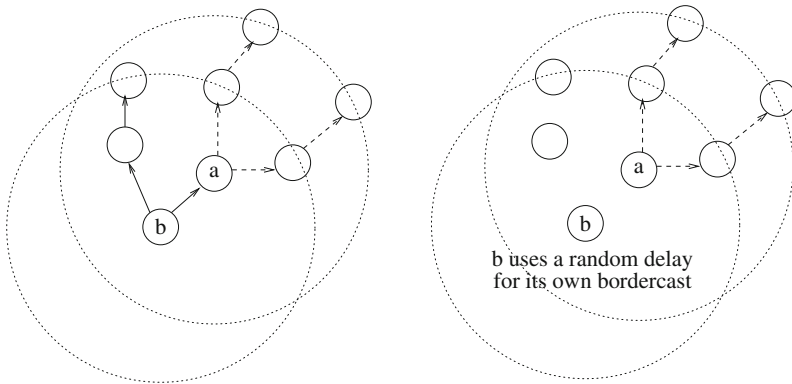 a
b
a
b
b uses a random delay
for its own bordercast